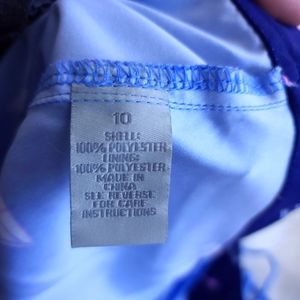 10
SHELL:
100% POLYESTER
LINING:
100% POLYESTER
MADE IN
CHINA
SEE REVERSE
FOR CARE
INSTRUCTIONS